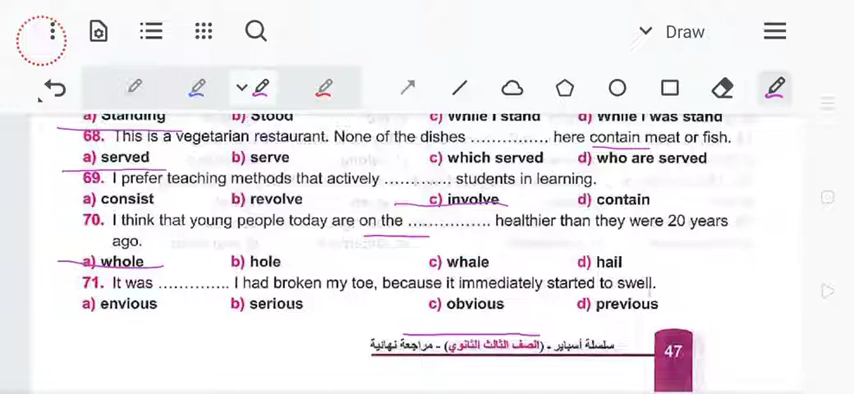 Draw
a) Standing b) Stood c) While I stand d) While I was stand
68. This is a vegetarian restaurant. None of the dishes ............... here contain meat or fish.
a) served b) serve c) which served d) who are served
69. I prefer teaching methods that actively ............. students in learning.
a) consist b) revolve c) involve d) contain
70. I think that young people today are on the ................ healthier than they were 20 years
ago.
a) whole b) hole c) whale d) hail
71. It was .............. I had broken my toe, because it immediately started to swell.
a) envious b) serious c) obvious d) previous
سلسلة أسباير - (الصف الثالث الثانوي) - مراجعة نهائية
47